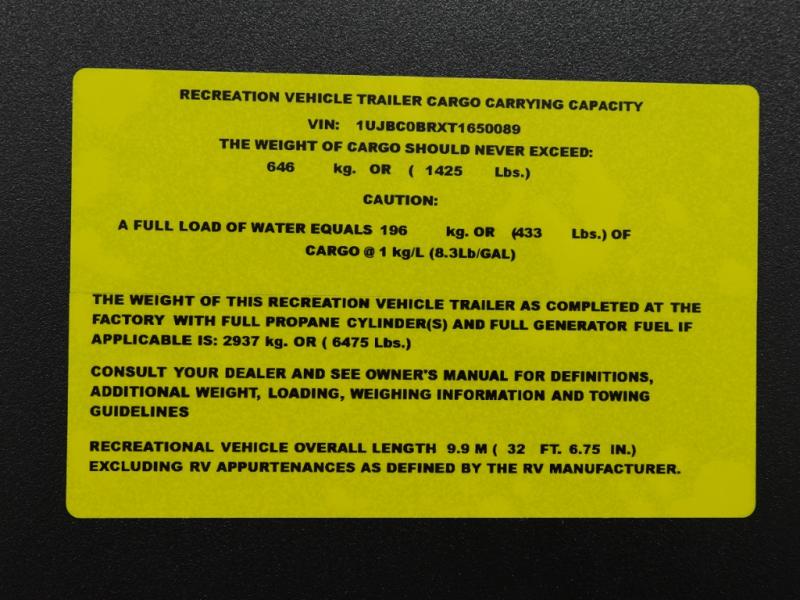 RECREATION VEHICLE TRAILER CARGO CARRYING CAPACITY
VIN: 1UJBC0BRXT1650089
THE WEIGHT OF CARGO SHOULD NEVER EXCEED:
646 kg. OR ( 1425 Lbs.)
CAUTION:
A FULL LOAD OF WATER EQUALS 196 kg. OR (433 Lbs.) OF
CARGO @ 1 kg/L (8.3Lb/GAL)
THE WEIGHT OF THIS RECREATION VEHICLE TRAILER AS COMPLETED AT THE
FACTORY WITH FULL PROPANE CYLINDER(S) AND FULL GENERATOR FUEL IF
APPLICABLE IS: 2937 kg. OR ( 6475 Lbs.)
CONSULT YOUR DEALER AND SEE OWNER'S MANUAL FOR DEFINITIONS,
ADDITIONAL WEIGHT, LOADING, WEIGHING INFORMATION AND TOWING
GUIDELINES
RECREATIONAL VEHICLE OVERALL LENGTH 9.9 M ( 32 FT. 6.75 IN.)
EXCLUDING RV APPURTENANCES AS DEFINED BY THE RV MANUFACTURER.